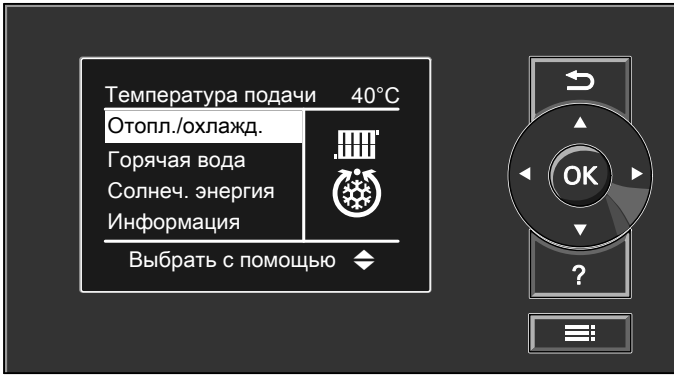 Температура подачи 40°C
Отопл./охлажд.
Горячая вода
Солнеч. энергия
Информация
Выбрать с помощью
OK
?